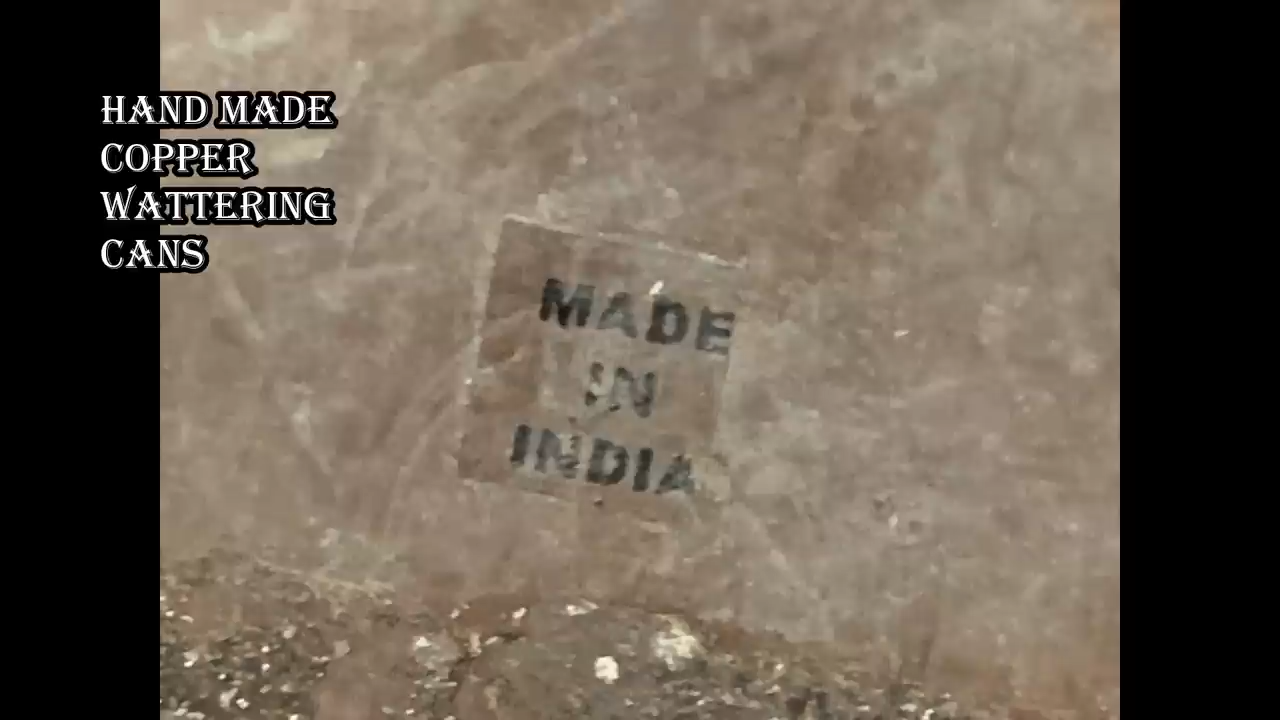 HAND MADE
COPPER
WATTERING
CANS
MADE
IN
INDIA